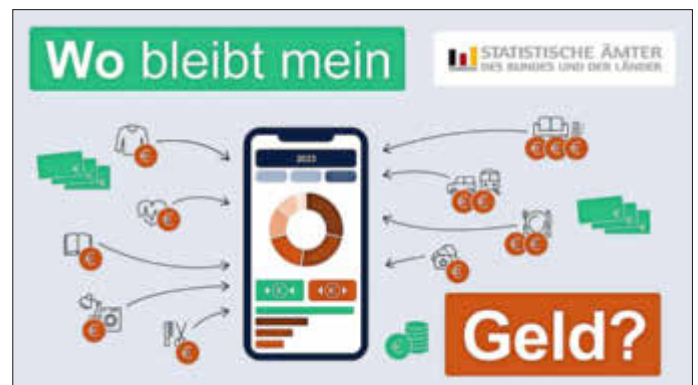 Wo bleibt mein
STATISTISCHE ÄMTER
DES BUNDES UND DER LÄNDER
2023
Geld?